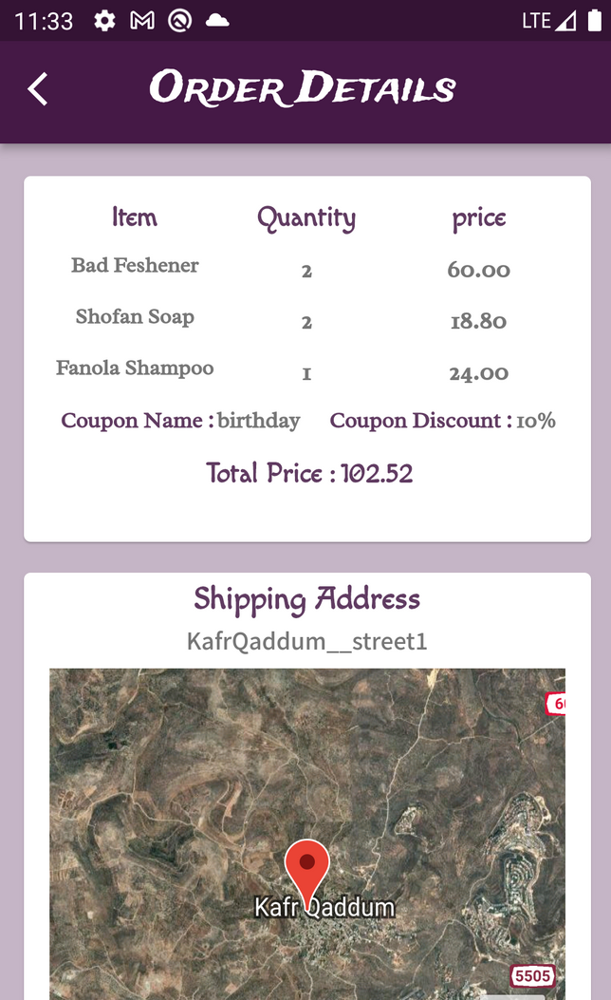 11:33 LTE
Order Details
Item Quantity price
Bad Feshener 2 60.00
Shofan Soap 2 18.80
Fanola Shampoo 1 24.00
Coupon Name : birthday Coupon Discount : 10%
Total Price : 102.52
Shipping Address
KafrQaddum__street1
Kafr Qaddum
5505